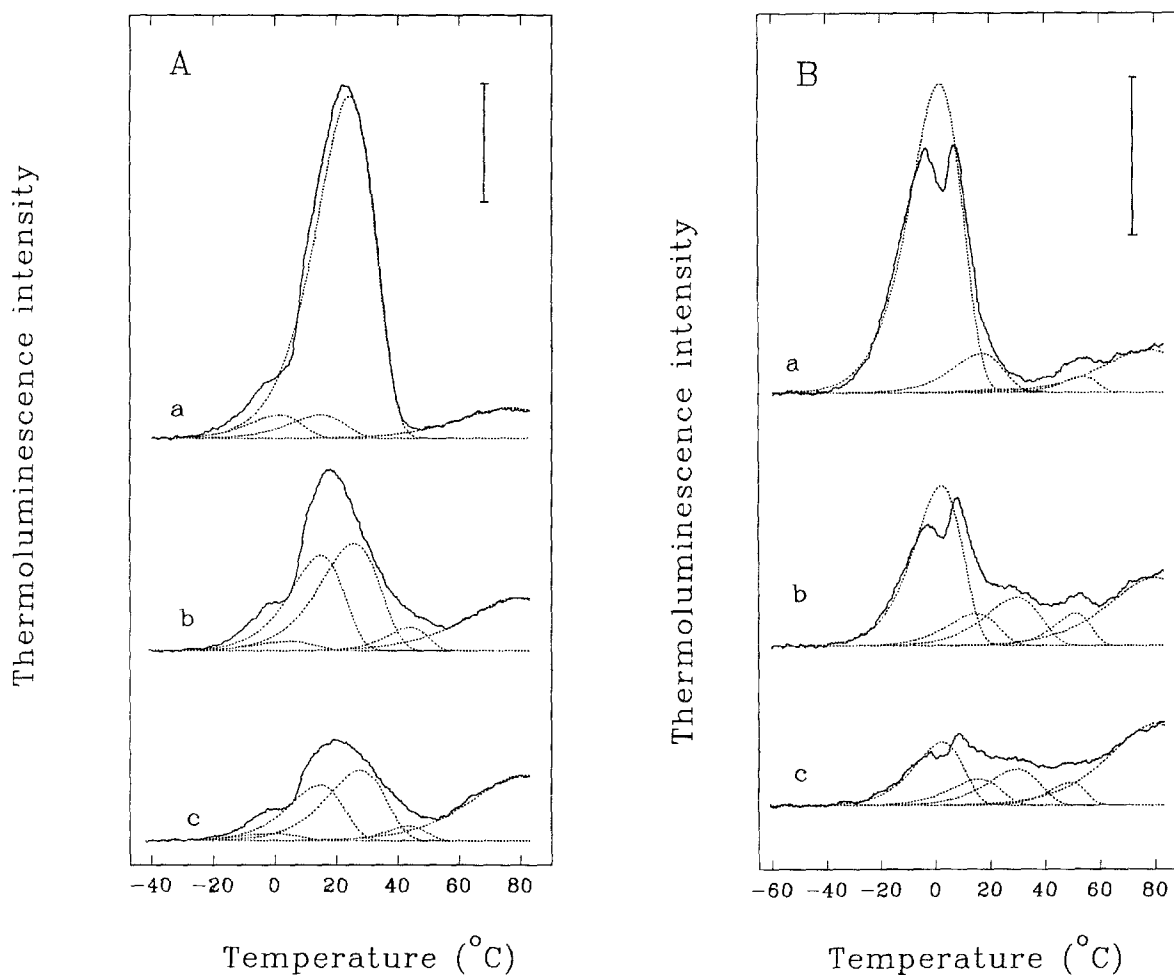 A
a
b
c
-40 -20 0 20 40 60 80
Temperature (°C)
Thermoluminescence intensity
B
a
b
c
-60 -40 -20 0 20 40 60 80
Temperature (°C)
Thermoluminescence intensity